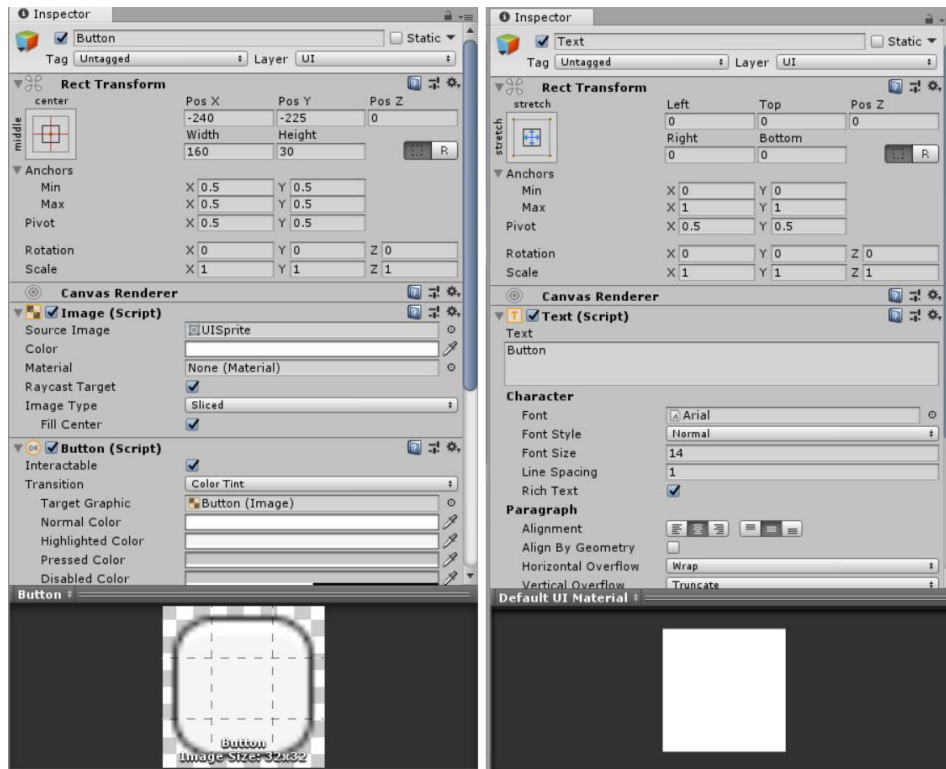 Inspector
Button
Static
Tag Untagged Layer UI
Rect Transform
center
middle
Pos X Pos Y Pos Z
-240 -225 0
Width Height
160 30
R
Anchors
Min X 0.5 Y 0.5
Max X 0.5 Y 0.5
Pivot X 0.5 Y 0.5
Rotation X 0 Y 0 Z 0
Scale X 1 Y 1 Z 1
Canvas Renderer
Image (Script)
Source Image UISprite
Color
Material None (Material)
Raycast Target
Image Type Sliced
Fill Center
OK Button (Script)
Interactable
Transition Color Tint
Target Graphic Button (Image)
Normal Color
Highlighted Color
Pressed Color
Disabled Color
Button
Button
Image Size: 32x32
Inspector
Text
Static
Tag Untagged Layer UI
Rect Transform
stretch
stretch
Left Top Pos Z
0 0 0
Right Bottom
0 0
R
Anchors
Min X 0 Y 0
Max X 1 Y 1
Pivot X 0.5 Y 0.5
Rotation X 0 Y 0 Z 0
Scale X 1 Y 1 Z 1
Canvas Renderer
T Text (Script)
Text
Button
Character
Font Arial
Font Style Normal
Font Size 14
Line Spacing 1
Rich Text
Paragraph
Alignment
Align By Geometry
Horizontal Overflow Wrap
Vertical Overflow Truncate
Default UI Material